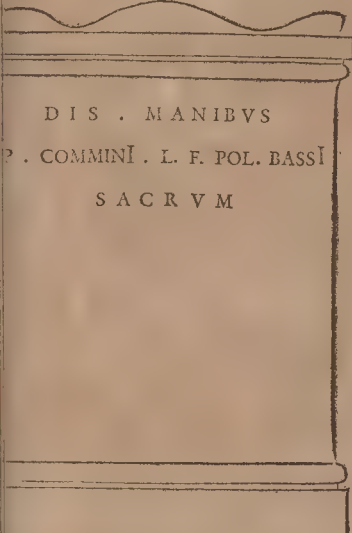 DIS . MANIBVS
P . COMMINI . L. F. POL. BASSI
SACRVM